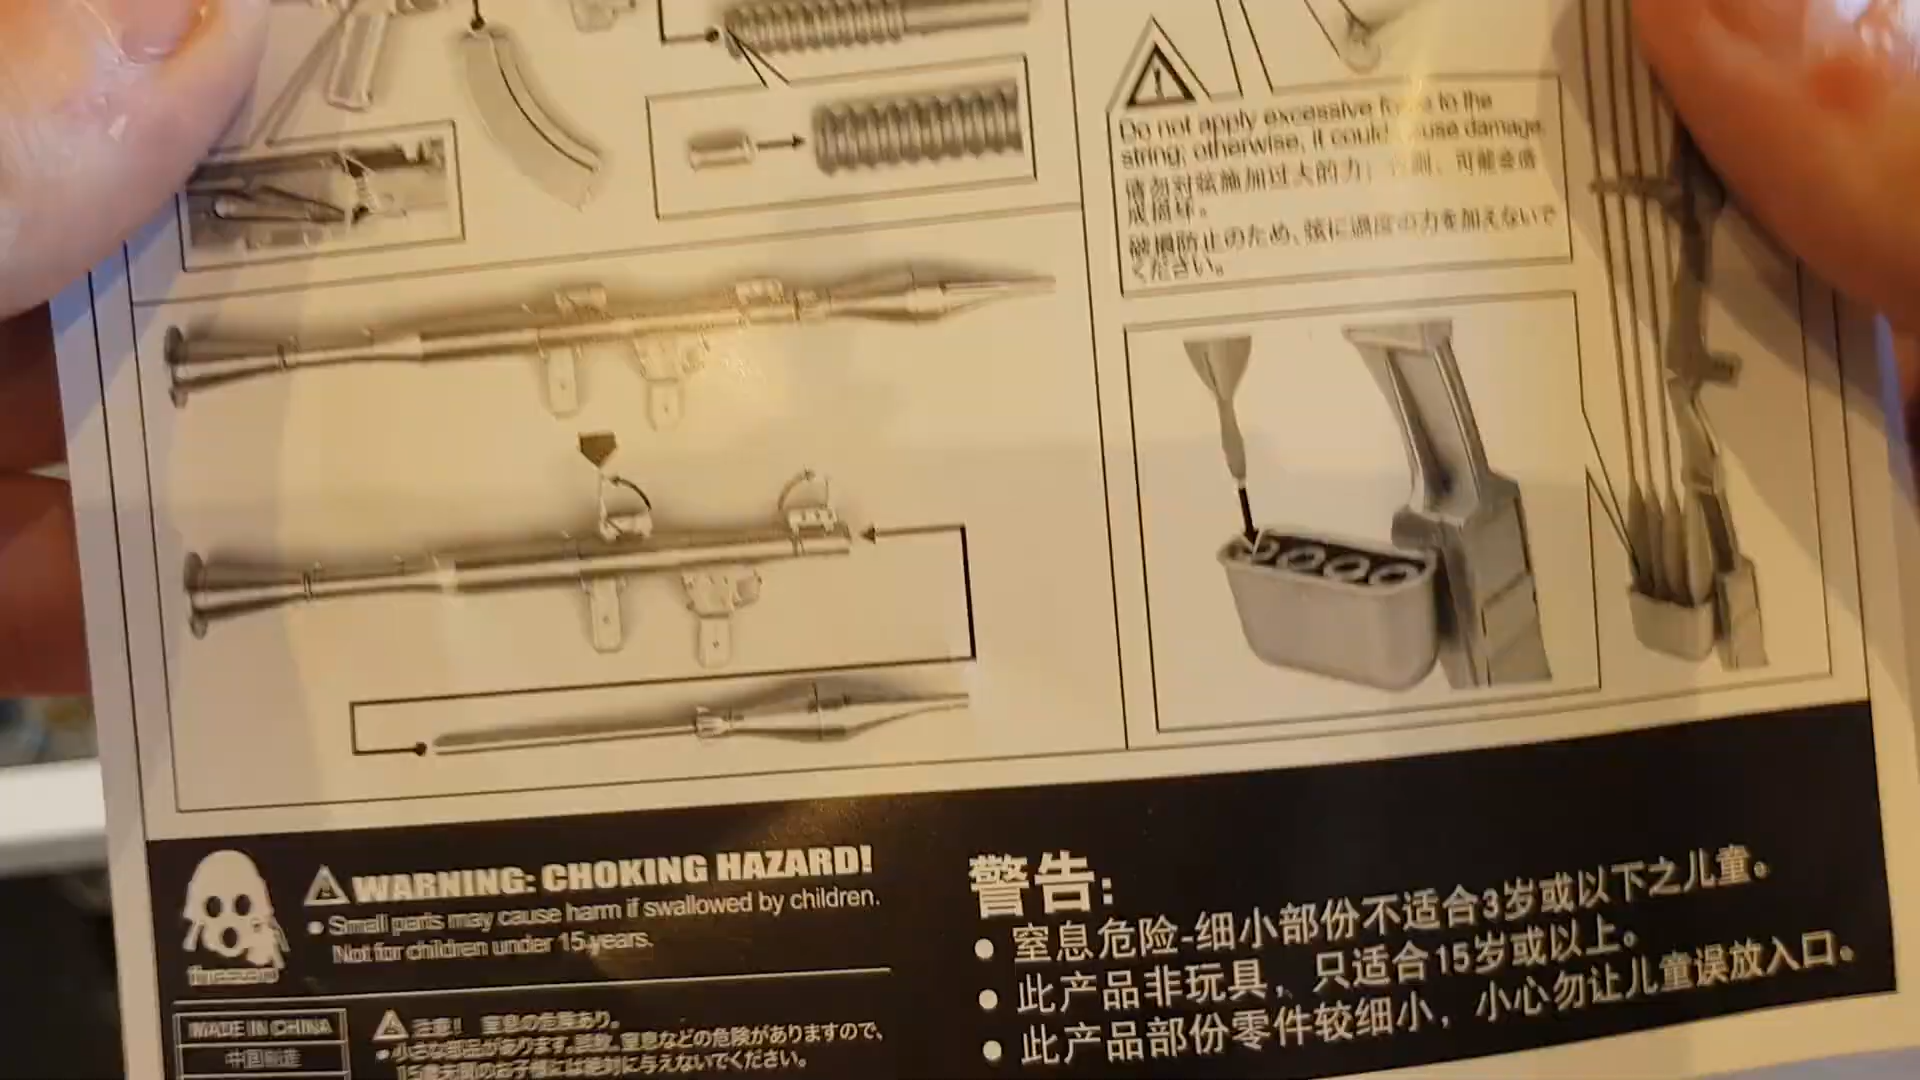 Do not apply excessive force to the
string; otherwise, it could cause damage.
请勿对弦施加过大的力；否则，可能会造
成损坏。
破損防止のため、弦に過度の力を加えないで
ください。
WARNING: CHOKING HAZARD!
• Small parts may cause harm if swallowed by children.
Not for children under 15 years.
threezero
MADE IN CHINA
中国制造
注意！ 窒息の危険あり。
• 小さな部品があります。誤飲、窒息などの危険がありますので、
15歳未満のお子様には絶対に与えないでください。
警告:
• 窒息危险-细小部份不适合3岁或以下之儿童。
• 此产品非玩具，只适合15岁或以上。
• 此产品部份零件较细小，小心勿让儿童误放入口。